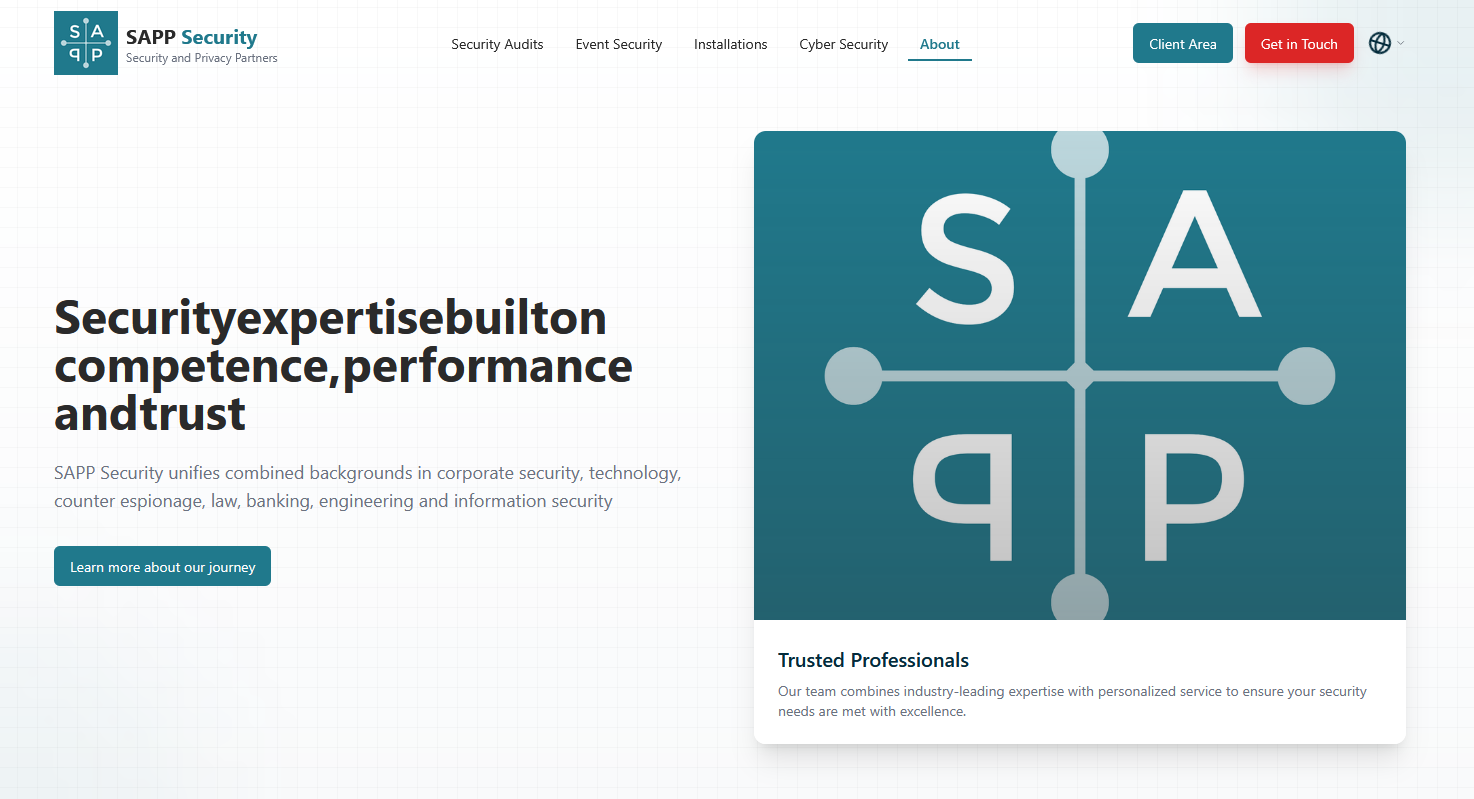 S A
SAPP Security
Security and Privacy Partners
P P
Security Audits
Event Security
Installations
Cyber Security
About
Client Area
Get in Touch
Securityexpertisebuilton
competence,performance
andtrust
SAPP Security unifies combined backgrounds in corporate security, technology,
counter espionage, law, banking, engineering and information security
Learn more about our journey
S A
P P
Trusted Professionals
Our team combines industry-leading expertise with personalized service to ensure your security
needs are met with excellence.